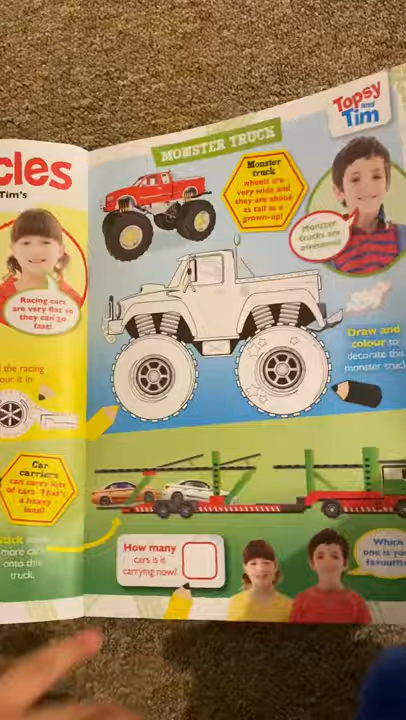 cles
Tim's
Racing cars
are very flat so
they can go
fast!
the racing
our it in
Car
carriers
can carry lots
of cars. That's
a heavy
load!
stick
more cars
onto this
truck.
MONSTER TRUCK
Topsy
and
Tim
Monster
truck
wheels are
very wide and
they are about
as tall as a
grown-up!
Monster
trucks are
awesome!
Draw and
colour to
decorate this
monster truck
How many
cars is it
carrying now?
Which
one is you
favourite